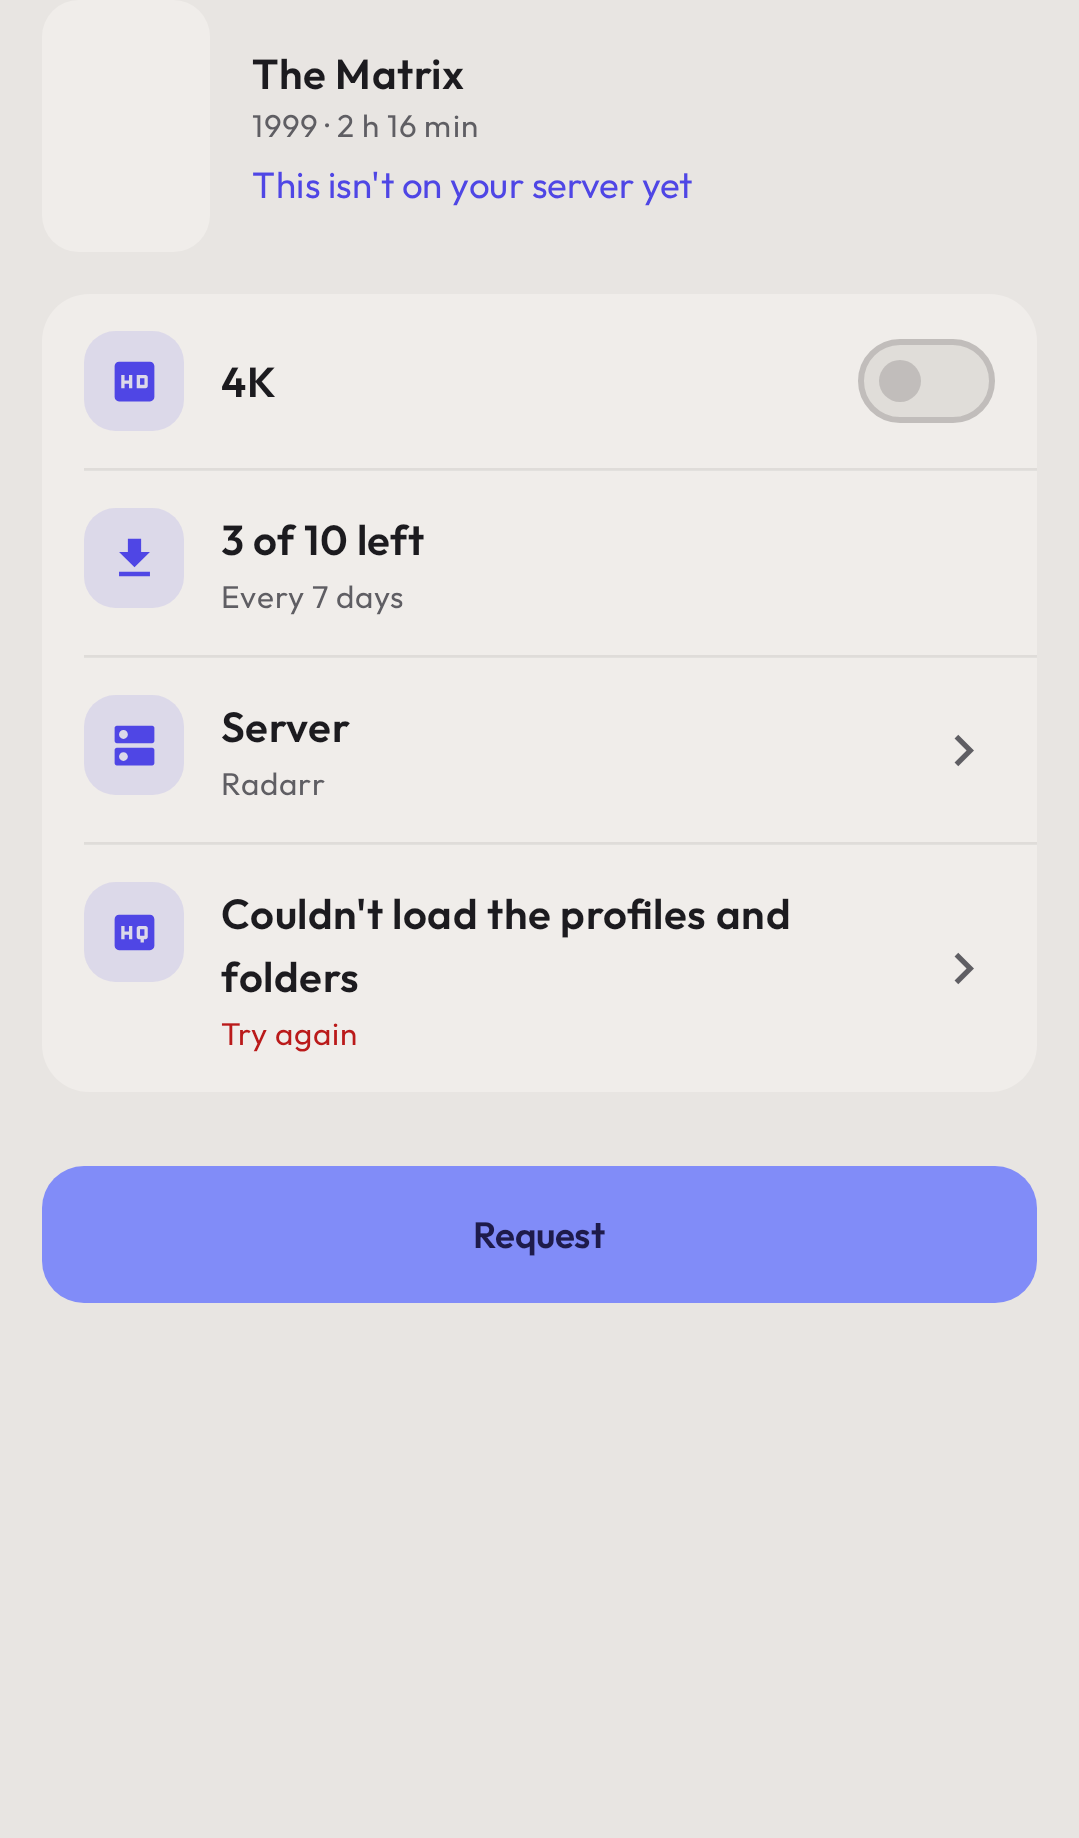 The Matrix
1999 · 2 h 16 min
This isn't on your server yet
HD
4K
3 of 10 left
Every 7 days
Server
Radarr
HQ
Couldn't load the profiles and
folders
Try again
Request